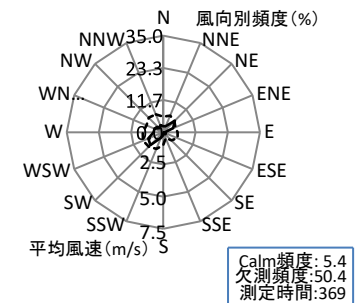 N 風向別頻度(%)
NNW 35.0 NNE
NW 23.3 NE
WN... 11.7 ENE
W 0.0 E
WSW 2.5 ESE
SW 5.0 SE
SSW 7.5 SSE
平均風速(m/s) S
Calm頻度: 5.4
欠測頻度:50.4
測定時間:369